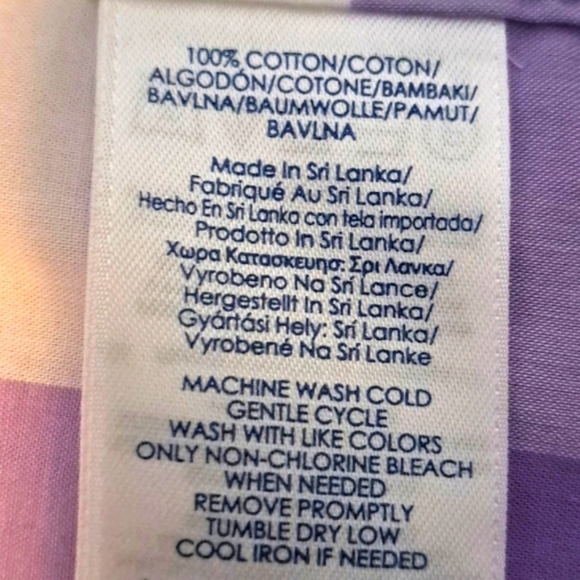 100% COTTON/COTON/
ALGODÓN/COTONE/BAMBAKI/
BAVLNA/BAUMWOLLE/PAMUT/
BAVLNA
Made In Sri Lanka/
Fabriqué Au Sri Lanka/
Hecho En Sri Lanka con tela importada/
Prodotto In Sri Lanka/
Χωρα Κατασκευησ: Σρι Λανκα/
Vyrobeno Na Srí Lance/
Hergestellt In Sri Lanka/
Gyártási Hely: Srí Lanka/
Vyrobené Na Srí Lanke
MACHINE WASH COLD
GENTLE CYCLE
WASH WITH LIKE COLORS
ONLY NON-CHLORINE BLEACH
WHEN NEEDED
REMOVE PROMPTLY
TUMBLE DRY LOW
COOL IRON IF NEEDED